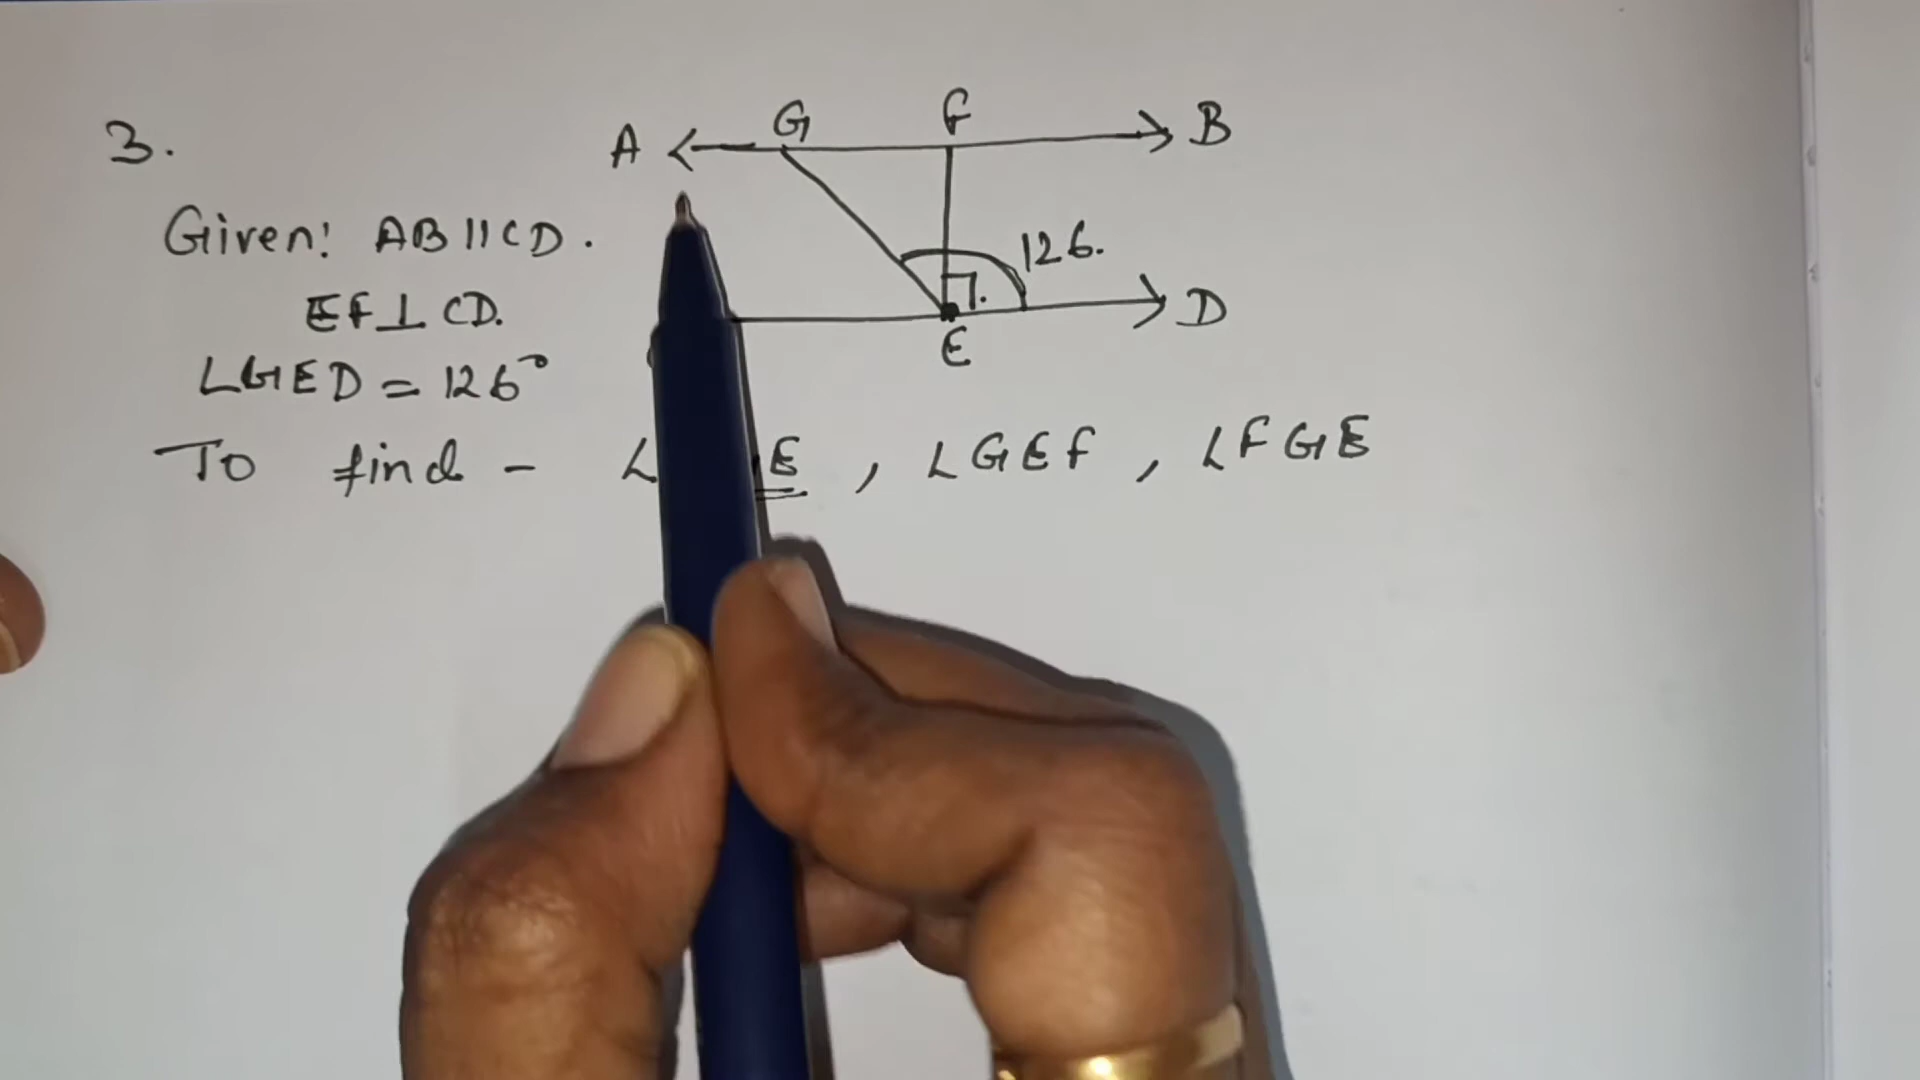 3.
A G F B
Given: AB || CD.
126.
EF ⊥ CD.
E D
∠GED = 126°
To find - ∠ E, ∠GEF, ∠FGE